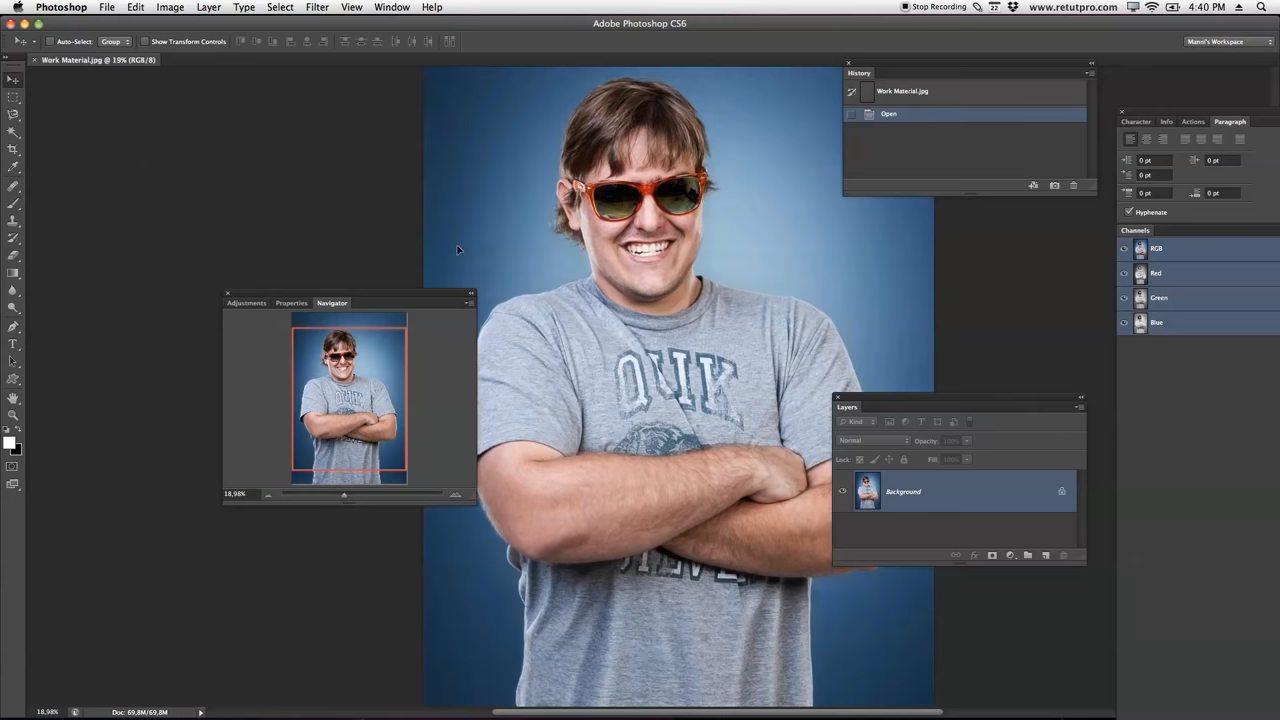 Photoshop File Edit Image Layer Type Select Filter View Window Help
Stop Recording 22 www.retutpro.com 4:40 PM
Adobe Photoshop CS6
Auto-Select: Group Show Transform Controls
Manni's Workspace
× Work Material.jpg @ 19% (RGB/8)
History
Work Material.jpg
Open
Character Info Actions Paragraph
0 pt 0 pt
0 pt
0 pt 0 pt
Hyphenate
Channels
RGB
Red
Green
Blue
Adjustments Properties Navigator
18,98%
QUIK
Layers
Kind
Normal Opacity: 100%
Lock: Fill: 100%
Background
18,98% Doc: 69,8M/69,8M